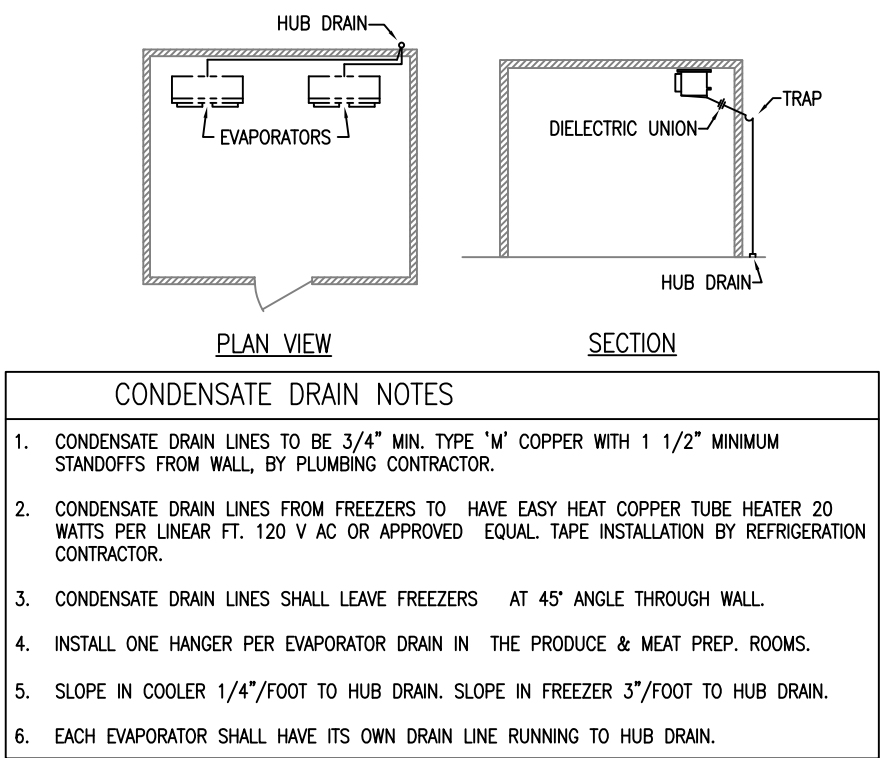 HUB DRAIN
EVAPORATORS
PLAN VIEW
TRAP
DIELECTRIC UNION
HUB DRAIN
SECTION
CONDENSATE DRAIN NOTES
1. CONDENSATE DRAIN LINES TO BE 3/4" MIN. TYPE 'M' COPPER WITH 1 1/2" MINIMUM
STANDOFFS FROM WALL, BY PLUMBING CONTRACTOR.
2. CONDENSATE DRAIN LINES FROM FREEZERS TO HAVE EASY HEAT COPPER TUBE HEATER 20
WATTS PER LINEAR FT. 120 V AC OR APPROVED EQUAL. TAPE INSTALLATION BY REFRIGERATION
CONTRACTOR.
3. CONDENSATE DRAIN LINES SHALL LEAVE FREEZERS AT 45° ANGLE THROUGH WALL.
4. INSTALL ONE HANGER PER EVAPORATOR DRAIN IN THE PRODUCE & MEAT PREP. ROOMS.
5. SLOPE IN COOLER 1/4"/FOOT TO HUB DRAIN. SLOPE IN FREEZER 3"/FOOT TO HUB DRAIN.
6. EACH EVAPORATOR SHALL HAVE ITS OWN DRAIN LINE RUNNING TO HUB DRAIN.